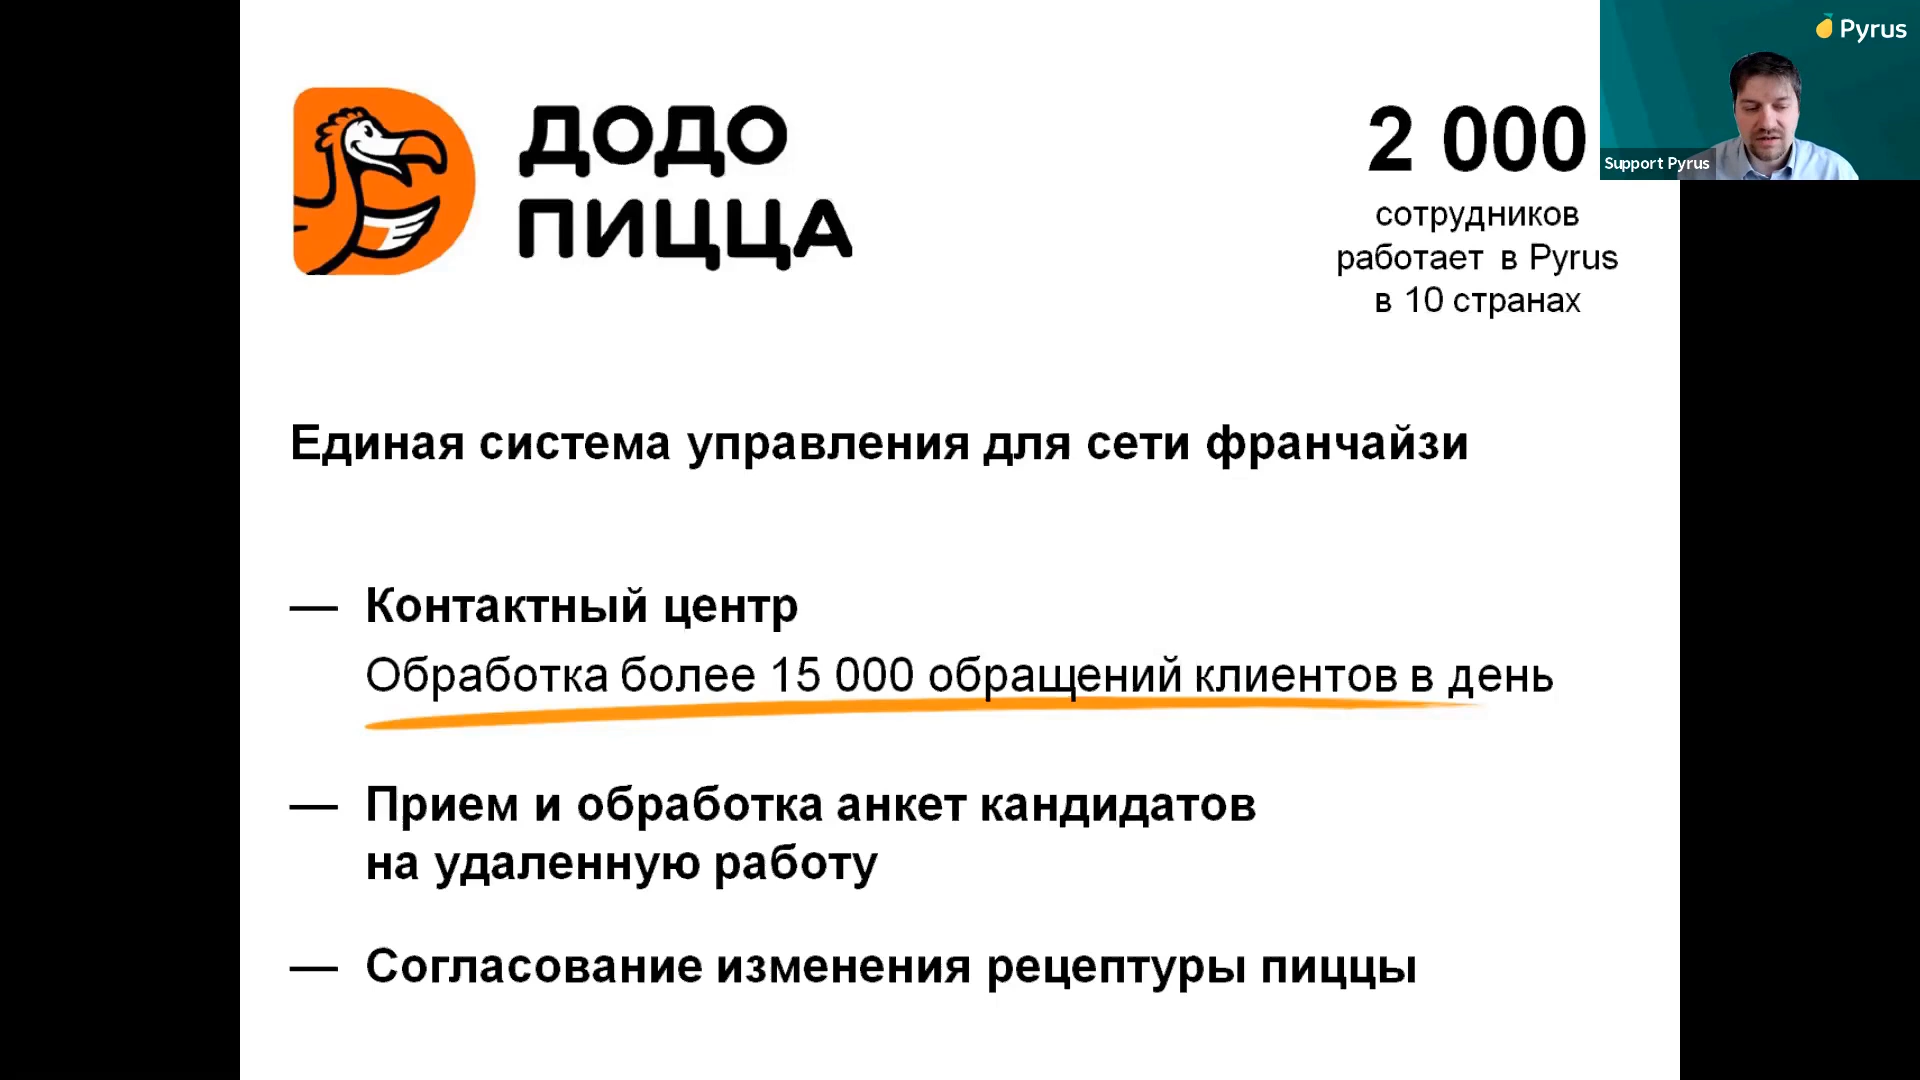 ДОДО
ПИЦЦА
2 000
сотрудников
работает в Pyrus
в 10 странах
Pyrus
Support Pyrus
Единая система управления для сети франчайзи
— Контактный центр
Обработка более 15 000 обращений клиентов в день
— Прием и обработка анкет кандидатов
на удаленную работу
— Согласование изменения рецептуры пиццы